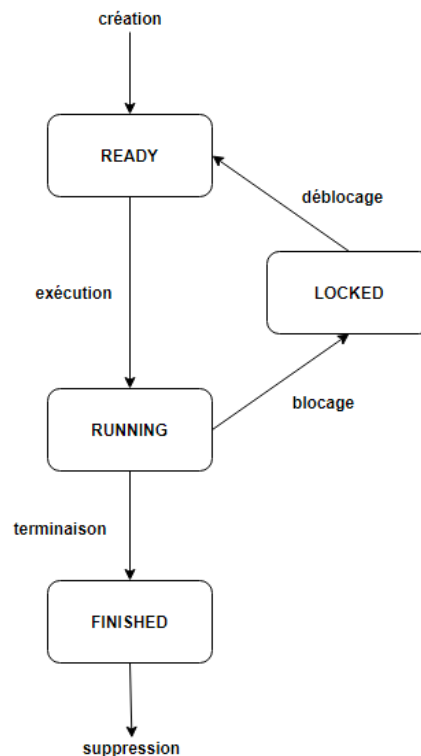 création
READY
déblocage
exécution
LOCKED
blocage
RUNNING
terminaison
FINISHED
suppression